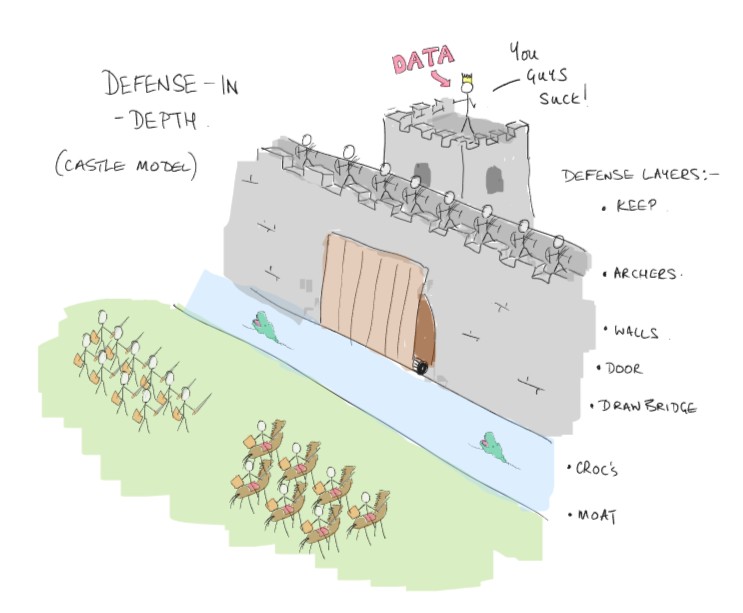 DEFENSE-IN
-DEPTH.
(CASTLE MODEL)
DATA
You
GUYS
SUCK!
DEFENSE LAYERS:-
• KEEP.
• ARCHERS.
• WALLS.
• DOOR
• DRAWBRIDGE
• CROC'S
• MOAT